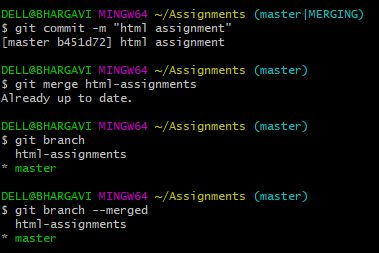 DELL@BHARGAVI MINGW64 ~/Assignments (master|MERGING)
$ git commit -m "html assignment"
[master b451d72] html assignment
DELL@BHARGAVI MINGW64 ~/Assignments (master)
$ git merge html-assignments
Already up to date.
DELL@BHARGAVI MINGW64 ~/Assignments (master)
$ git branch
html-assignments
* master
DELL@BHARGAVI MINGW64 ~/Assignments (master)
$ git branch --merged
html-assignments
* master